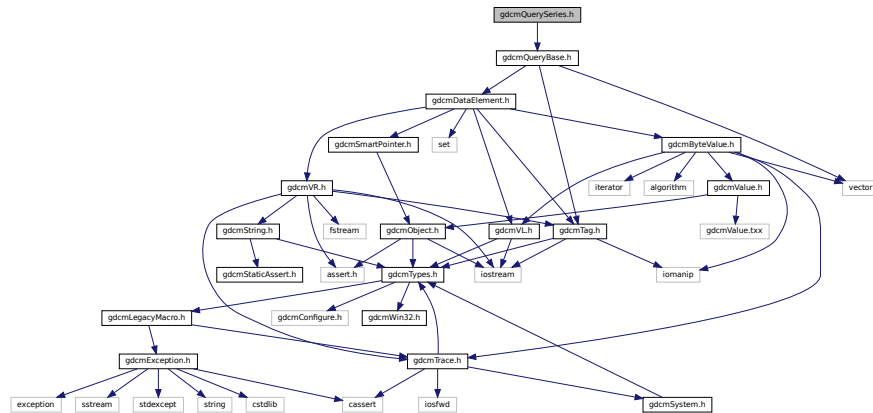 gdcmQuerySeries.h
gdcmQueryBase.h
gdcmDataElement.h
gdcmSmartPointer.h
set
gdcmByteValue.h
gdcmVR.h
iterator
algorithm
gdcmValue.h
vector
gdcmString.h
fstream
gdcmObject.h
gdcmVL.h
gdcmTag.h
gdcmValue.txx
gdcmStaticAssert.h
assert.h
gdcmTypes.h
iostream
iomanip
gdcmLegacyMacro.h
gdcmConfigure.h
gdcmWin32.h
gdcmException.h
gdcmTrace.h
exception
sstream
stdexcept
string
cstdlib
cassert
iosfwd
gdcmSystem.h